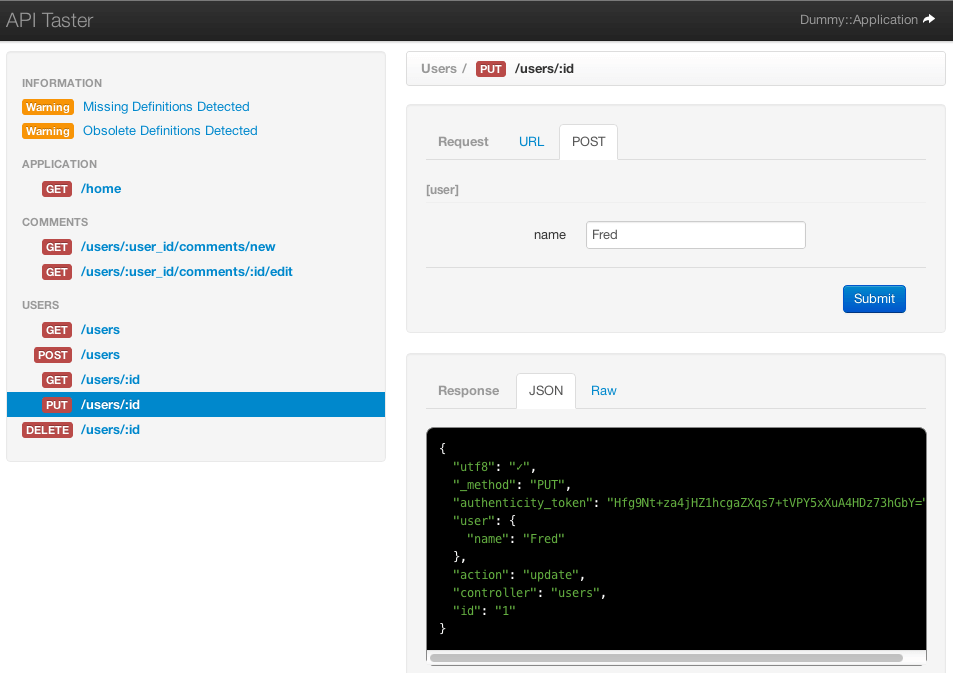 API Taster
Dummy::Application
INFORMATION
Warning Missing Definitions Detected
Warning Obsolete Definitions Detected
APPLICATION
GET /home
COMMENTS
GET /users/:user_id/comments/new
GET /users/:user_id/comments/:id/edit
USERS
GET /users
POST /users
GET /users/:id
PUT /users/:id
DELETE /users/:id
Users / PUT /users/:id
Request URL POST
[user]
name Fred
Submit
Response JSON Raw
{
"utf8": "✓",
"_method": "PUT",
"authenticity_token": "Hfg9Nt+za4jHZ1hcgaZXqs7+tVPY5xXuA4HDz73hGbY="
"user": {
"name": "Fred"
},
"action": "update",
"controller": "users",
"id": "1"
}